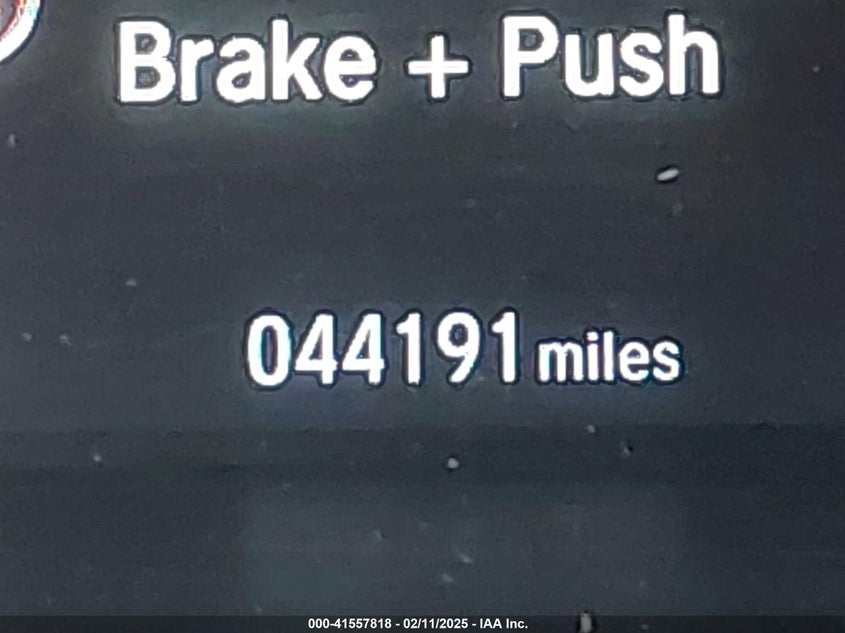 Brake + Push
044191 miles
000-41557818 - 02/11/2025 - IAA Inc.